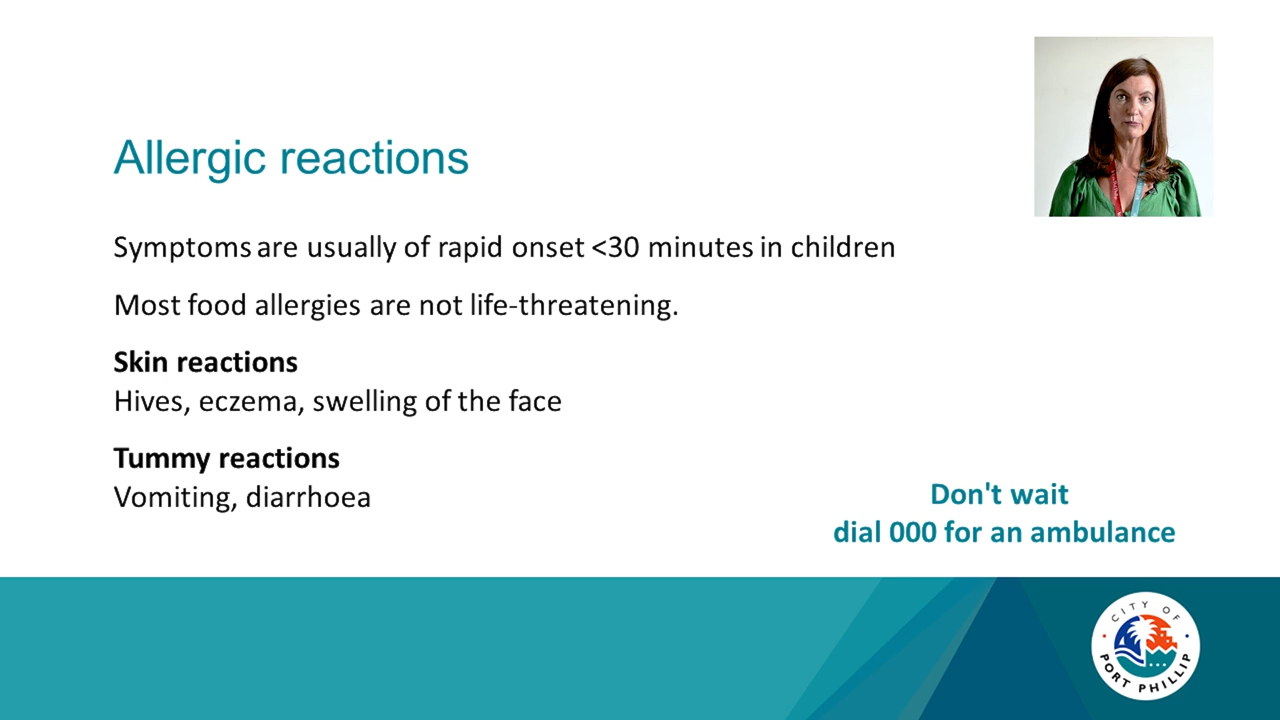 Allergic reactions
Symptoms are usually of rapid onset <30 minutes in children
Most food allergies are not life-threatening.
Skin reactions
Hives, eczema, swelling of the face
Tummy reactions
Vomiting, diarrhoea
Don't wait
dial 000 for an ambulance
CITY OF
PORT PHILLIP